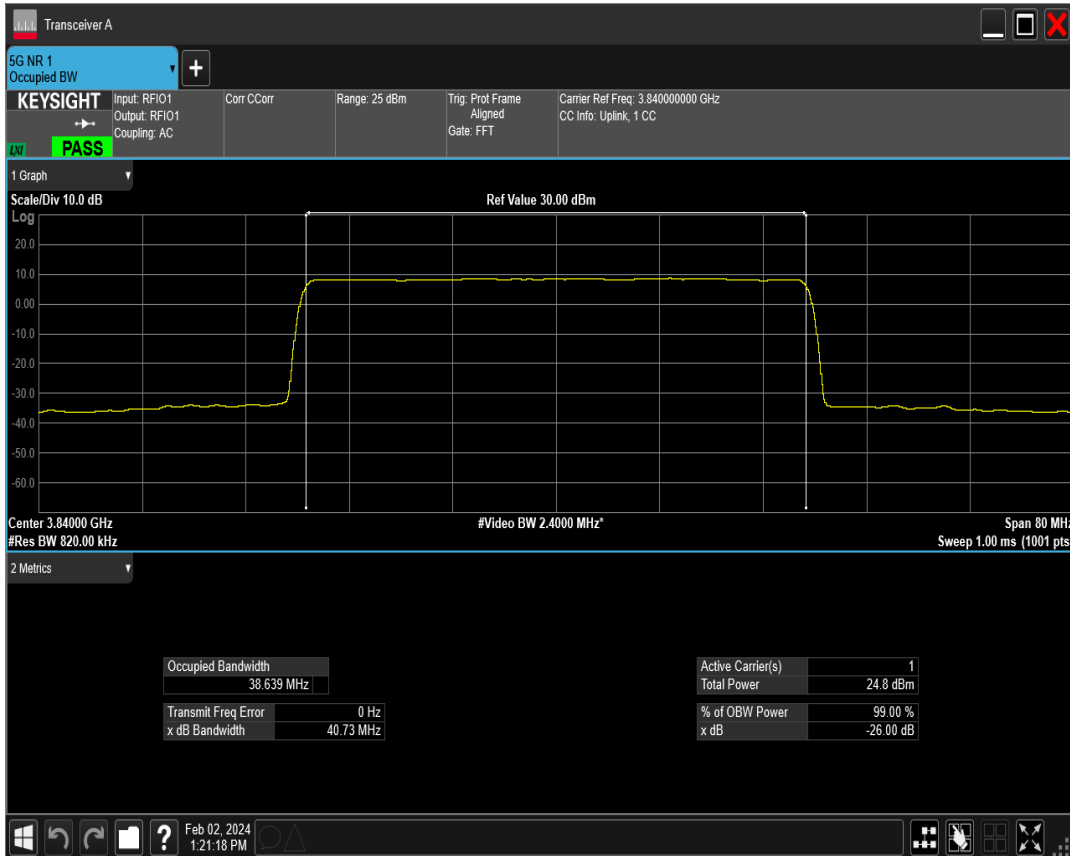 Transceiver A
5G NR 1
Occupied BW
+
KEYSIGHT
LXI
PASS
Input: RFIO1
Output: RFIO1
Coupling: AC
Corr CCorr
Range: 25 dBm
Trig: Prot Frame
Aligned
Gate: FFT
Carrier Ref Freq: 3.840000000 GHz
CC Info: Uplink, 1 CC
1 Graph
Scale/Div 10.0 dB
Ref Value 30.00 dBm
Log
20.0
10.0
0.00
-10.0
-20.0
-30.0
-40.0
-50.0
-60.0
Center 3.84000 GHz
#Video BW 2.4000 MHz*
Span 80 MHz
#Res BW 820.00 kHz
Sweep 1.00 ms (1001 pts
2 Metrics
Occupied Bandwidth
38.639 MHz
Transmit Freq Error 0 Hz
x dB Bandwidth 40.73 MHz
Active Carrier(s) 1
Total Power 24.8 dBm
% of OBW Power 99.00 %
x dB -26.00 dB
?
Feb 02, 2024
1:21:18 PM